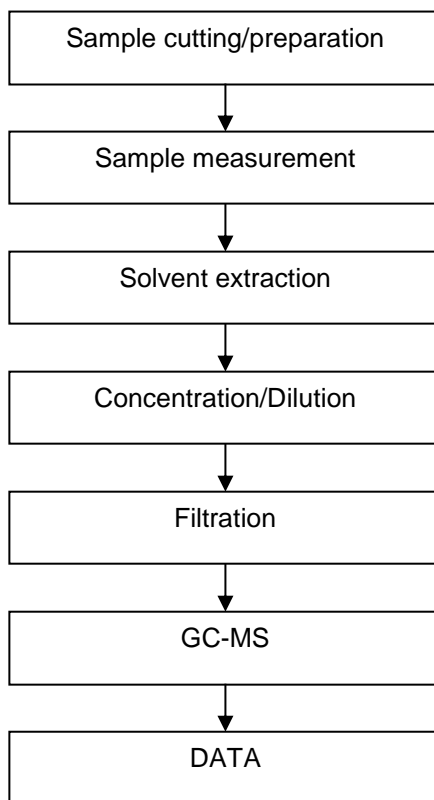 Sample cutting/preparation
Sample measurement
Solvent extraction
Concentration/Dilution
Filtration
GC-MS
DATA